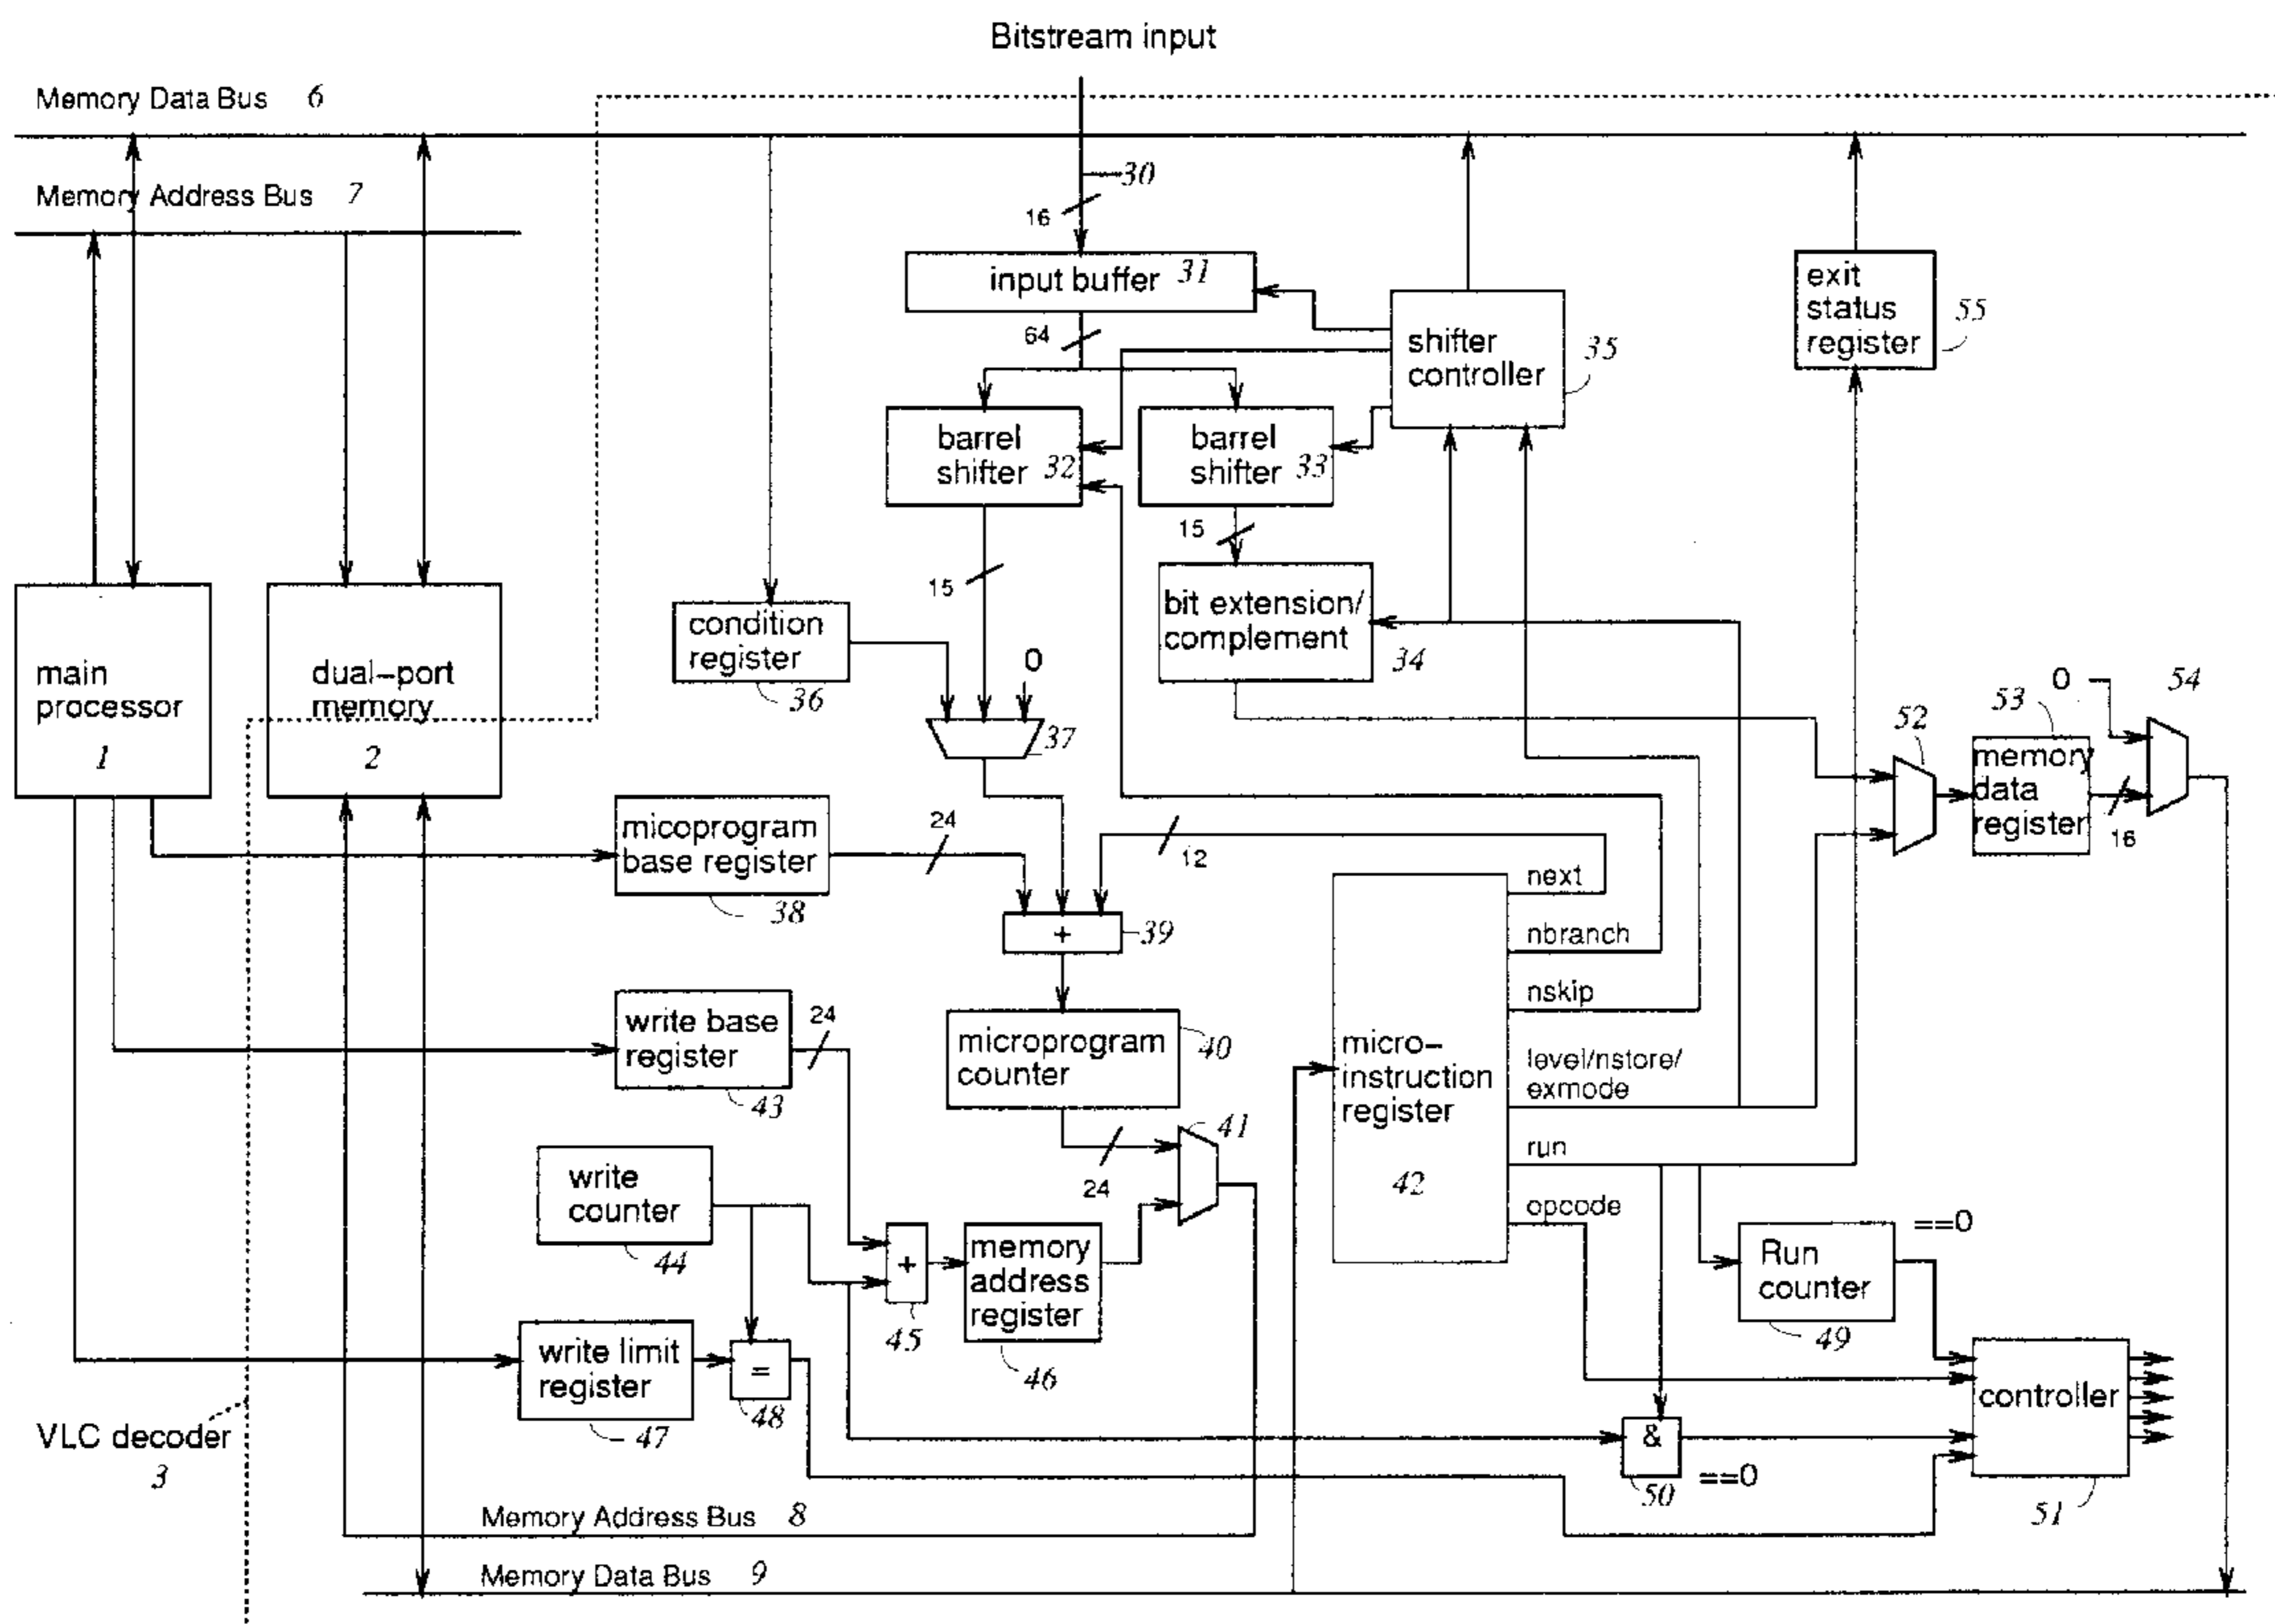 Bitstream input
Memory Data Bus 6
Memory Address Bus 7
30
16
input buffer 31
64
shifter
controller
35
exit
status
register
55
barrel
shifter 32
barrel
shifter 33
15
15
bit extension/
complement
34
condition
register
36
0
37
main
processor
1
dual-port
memory
2
0
54
52
53
memory
data
register
16
micoprogram
base register
38
24
12
+
39
next
nbranch
nskip
level/nstore/
exmode
run
opcode
micro-
instruction
register
42
write base
register
43
24
microprogram
counter
40
41
24
write
counter
44
+
45
memory
address
register
46
Run
counter
49
==0
write limit
register
47
=
48
&
50
==0
controller
51
VLC decoder
3
Memory Address Bus 8
Memory Data Bus 9